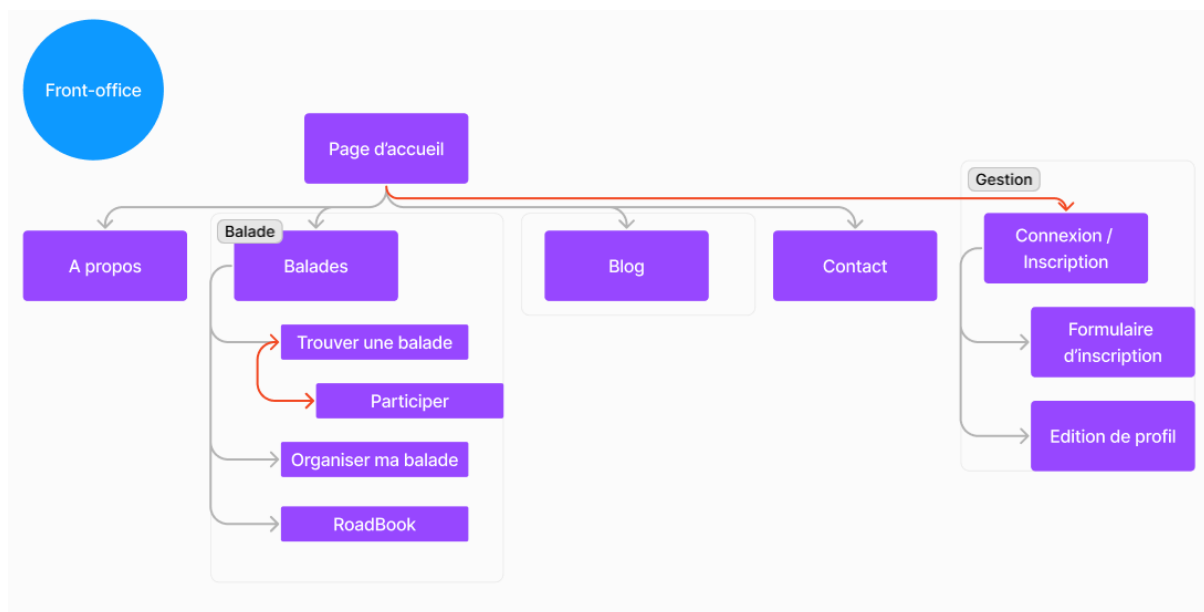 Front-office
Page d'accueil
Gestion
A propos
Balade
Balades
Blog
Contact
Connexion /
Inscription
Trouver une balade
Participer
Organiser ma balade
RoadBook
Formulaire
d'inscription
Edition de profil